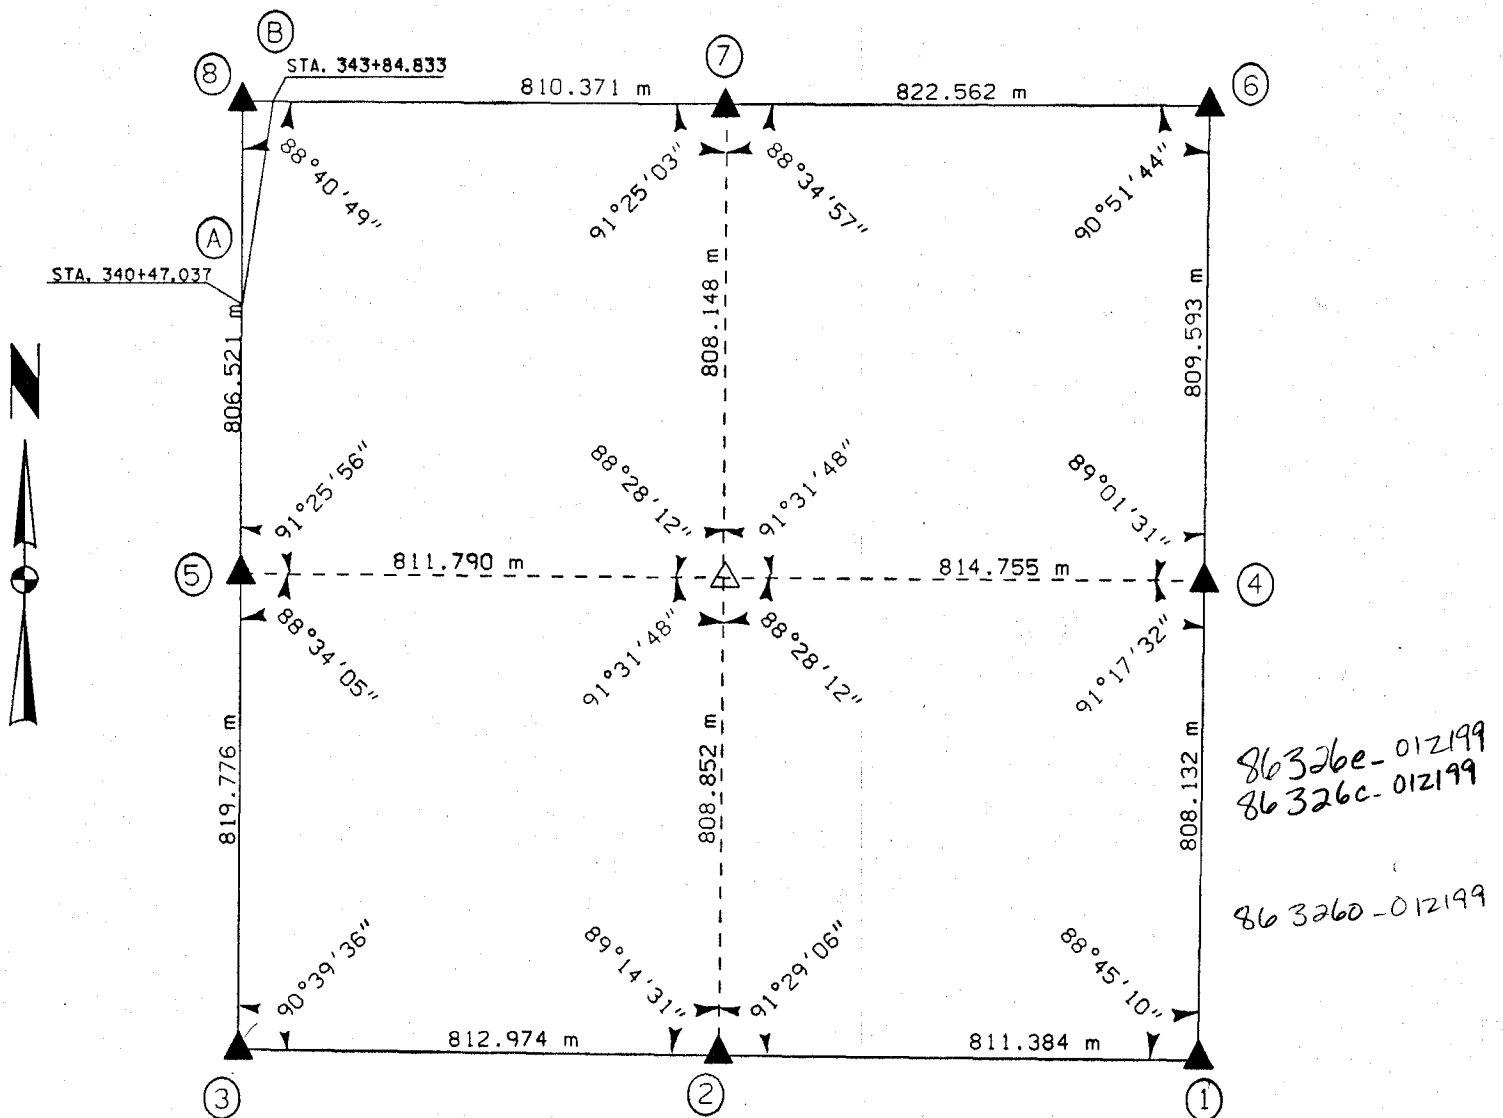 B
STA. 343+84.833
8
7
6
810.371 m
822.562 m
88°40'49"
91°25'03"
88°34'57"
90°51'44"
A
STA. 340+47.037
806.521 m
808.148 m
809.593 m
N
91°25'56"
88°28'12"
91°31'48"
89°01'31"
5
811.790 m
814.755 m
4
88°34'05"
91°31'48"
88°28'12"
91°17'32"
819.776 m
808.852 m
808.132 m
86326e-012199
86326c-012199
86326o-012199
90°39'36"
89°14'31"
91°29'06"
88°45'10"
812.974 m
811.384 m
3
2
1